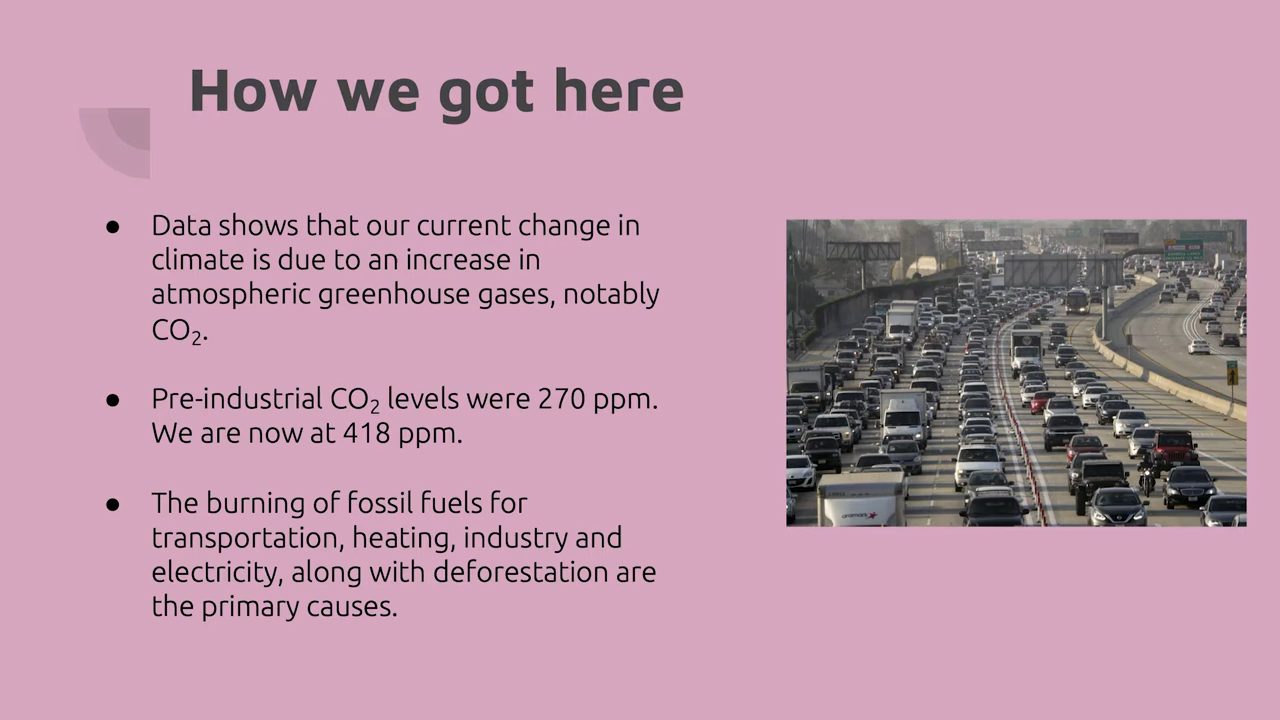 How we got here
● Data shows that our current change in
climate is due to an increase in
atmospheric greenhouse gases, notably
CO₂.
● Pre-industrial CO₂ levels were 270 ppm.
We are now at 418 ppm.
● The burning of fossil fuels for
transportation, heating, industry and
electricity, along with deforestation are
the primary causes.
aramark